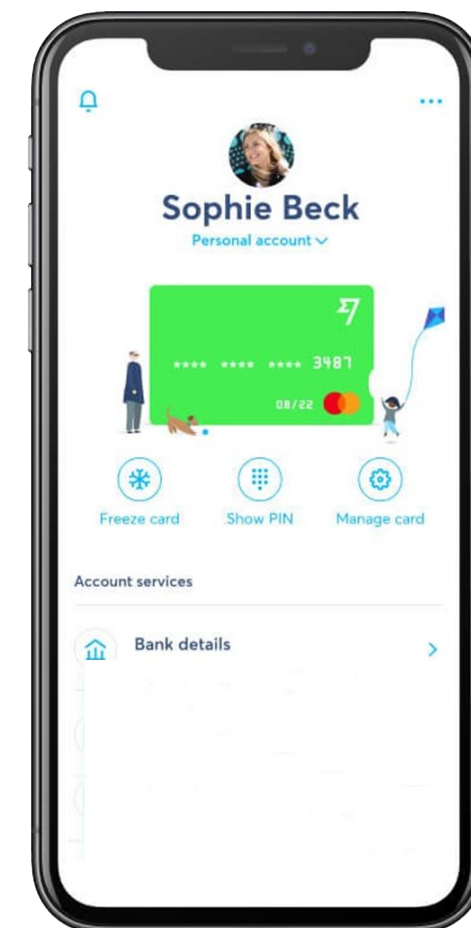 Sophie Beck
Personal account
**** **** **** 3487
08/22
Freeze card
Show PIN
Manage card
Account services
Bank details